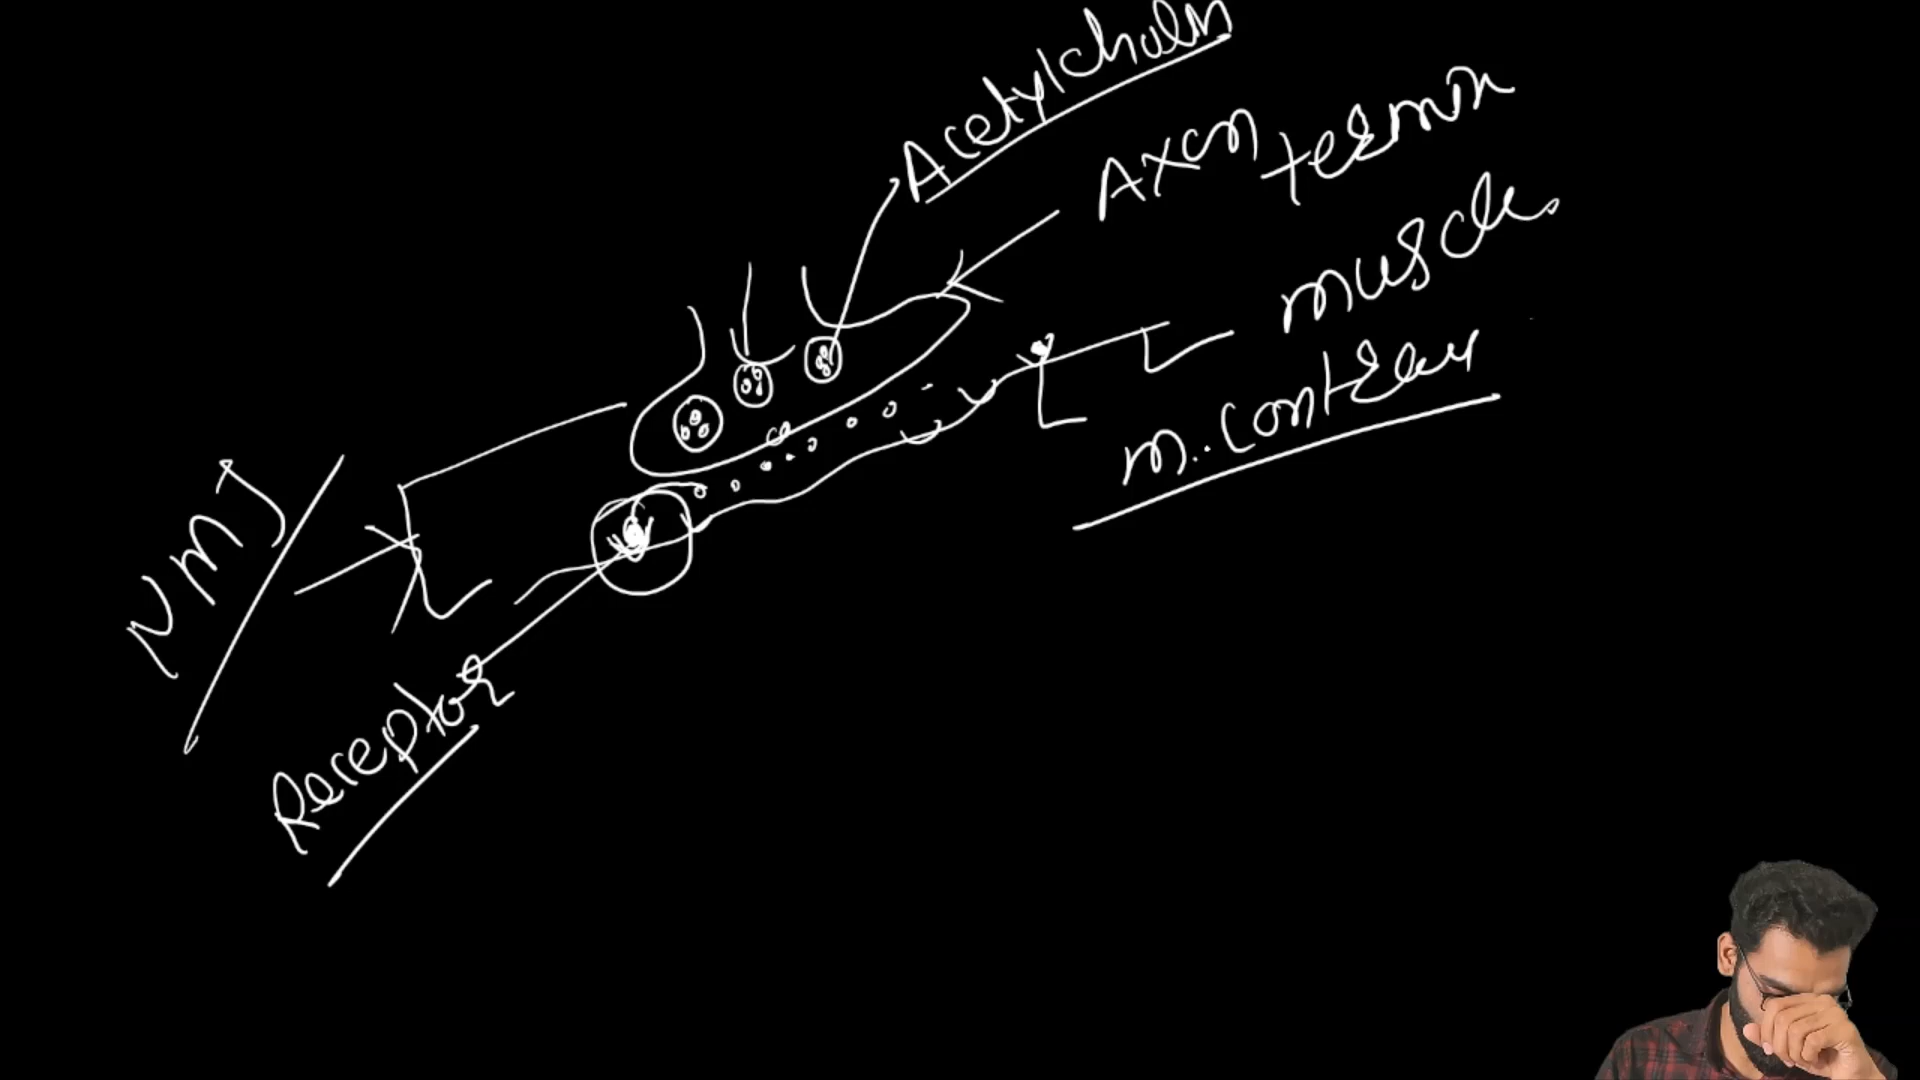 Acetylcholin
Axon termin
muscle.
m. Contract
NMJ
Receptor